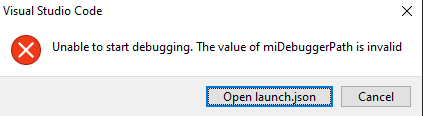 Visual Studio Code
Unable to start debugging. The value of miDebuggerPath is invalid
Open launch.json
Cancel